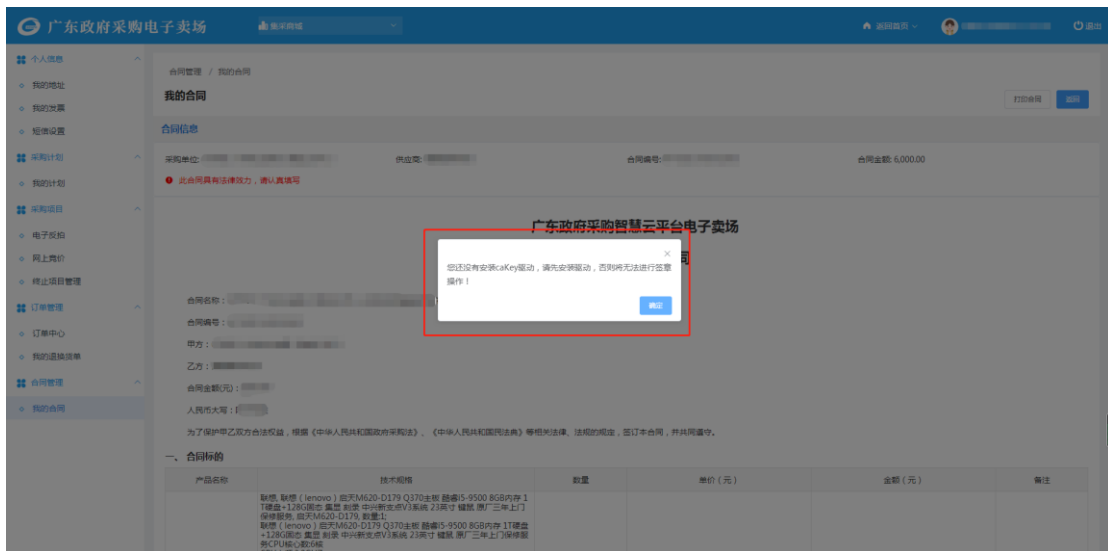 广东政府采购电子卖场
集采商城
返回首页
退出
个人信息
我的地址
我的发票
短信设置
采购计划
我的计划
采购项目
电子反拍
网上竞价
终止项目管理
订单管理
订单中心
我的退换货单
合同管理
我的合同
合同管理 / 我的合同
我的合同
打回合同
合同信息
采购单位:
供应商:
合同编号:
合同金额: 6,000.00
此合同具有法律效力，请认真填写
广东政府采购智慧云平台电子卖场
同
您还没有安装caKey驱动，请先安装驱动，否则将无法进行签章
操作！
确定
合同名称：
合同编号：
甲方：
乙方：
合同金额(元)：
人民币大写：
为了保护甲乙双方合法权益，根据《中华人民共和国政府采购法》、《中华人民共和国民法典》等相关法律、法规的规定，签订本合同，并共同遵守。
一、合同标的
产品名称 技术规格 数量 单价（元） 金额（元） 备注
联想, 联想（lenovo）启天M620-D179 Q370主板 酷睿I5-9500 8GB内存 1
T硬盘+128G固态 集显 刻录 中兴新支点V3系统 23英寸 键鼠 原厂三年上门
保修服务, 启天M620-D179, 数量:1;
联想（lenovo）启天M620-D179 Q370主板 酷睿I5-9500 8GB内存 1T硬盘
+128G固态 集显 刻录 中兴新支点V3系统 23英寸 键鼠 原厂三年上门保修服
务CPU核心数:6核